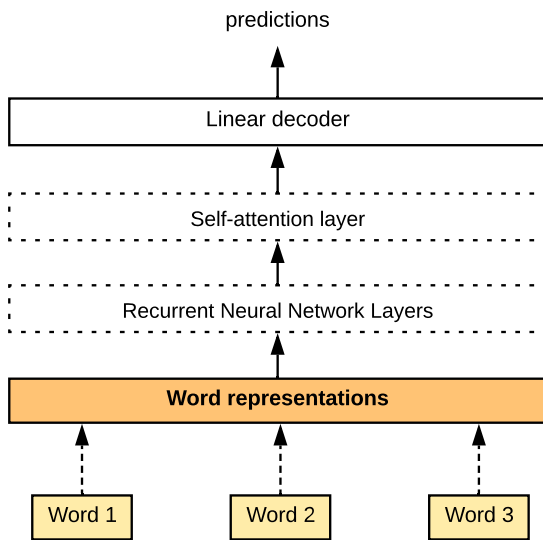 predictions
Linear decoder
Self-attention layer
Recurrent Neural Network Layers
Word representations
Word 1
Word 2
Word 3